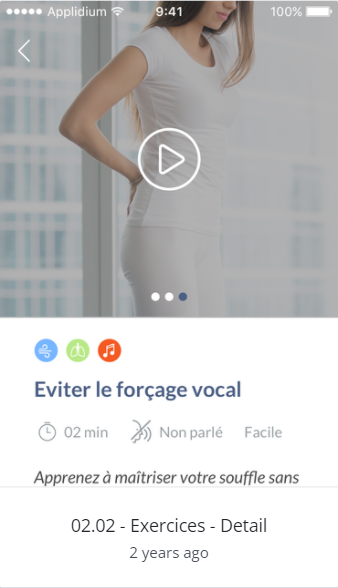 Applidium 9:41 100%
Eviter le forçage vocal
02 min Non parlé Facile
Apprenez à maîtriser votre souffle sans
02.02 - Exercices - Detail
2 years ago